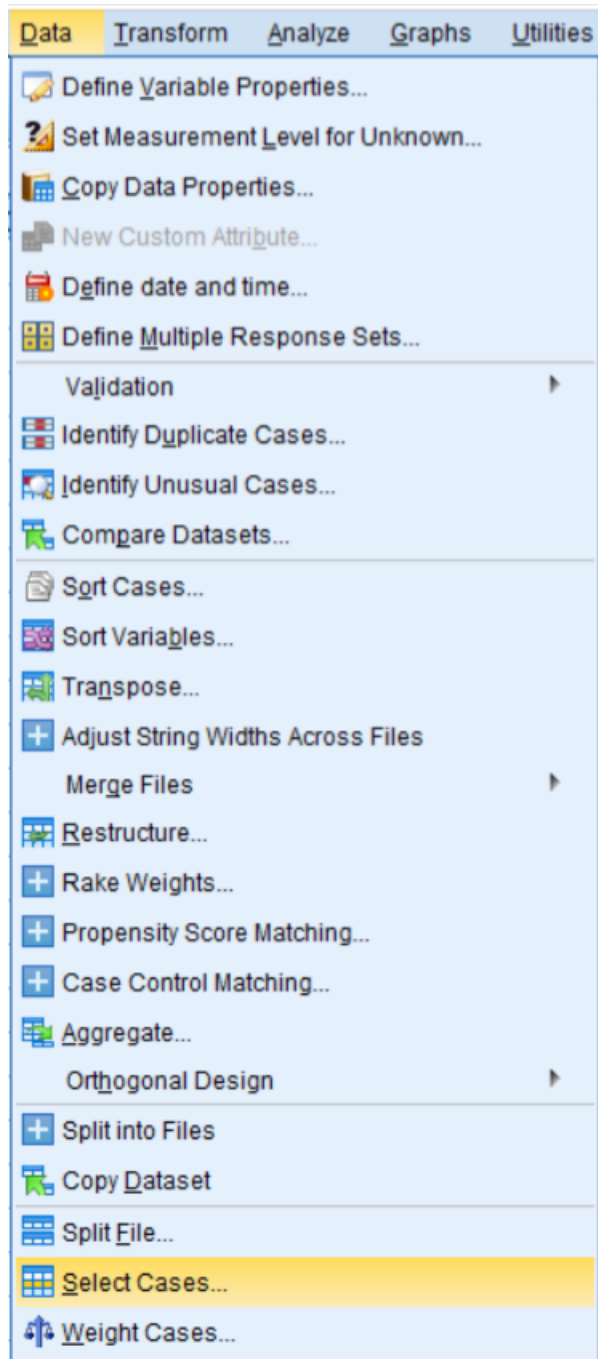 Data Transform Analyze Graphs Utilities
Define Variable Properties...
Set Measurement Level for Unknown...
Copy Data Properties...
New Custom Attribute...
Define date and time...
Define Multiple Response Sets...
Validation
Identify Duplicate Cases...
Identify Unusual Cases...
Compare Datasets...
Sort Cases...
Sort Variables...
Transpose...
Adjust String Widths Across Files
Merge Files
Restructure...
Rake Weights...
Propensity Score Matching...
Case Control Matching...
Aggregate...
Orthogonal Design
Split into Files
Copy Dataset
Split File...
Select Cases...
Weight Cases...